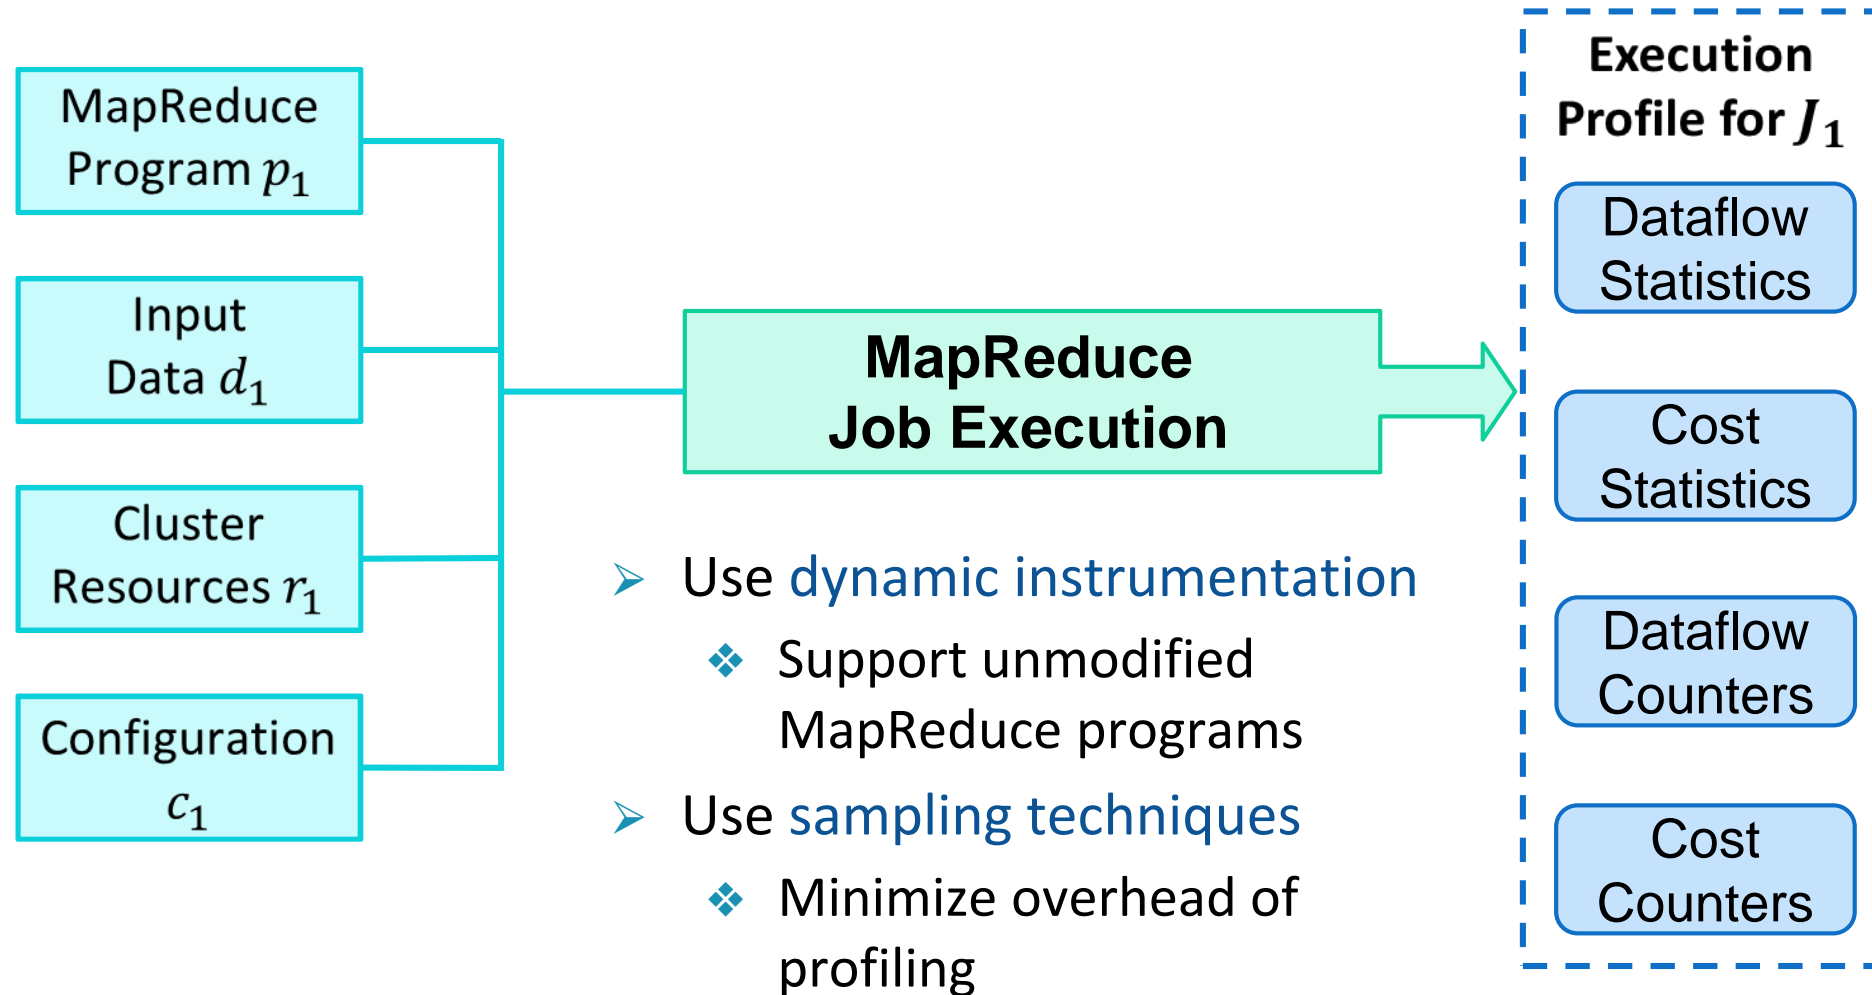 MapReduce
Program p₁
Input
Data d₁
Cluster
Resources r₁
Configuration
c₁
MapReduce
Job Execution
➢ Use dynamic instrumentation
❖ Support unmodified
MapReduce programs
➢ Use sampling techniques
❖ Minimize overhead of
profiling
Execution
Profile for J₁
Dataflow
Statistics
Cost
Statistics
Dataflow
Counters
Cost
Counters